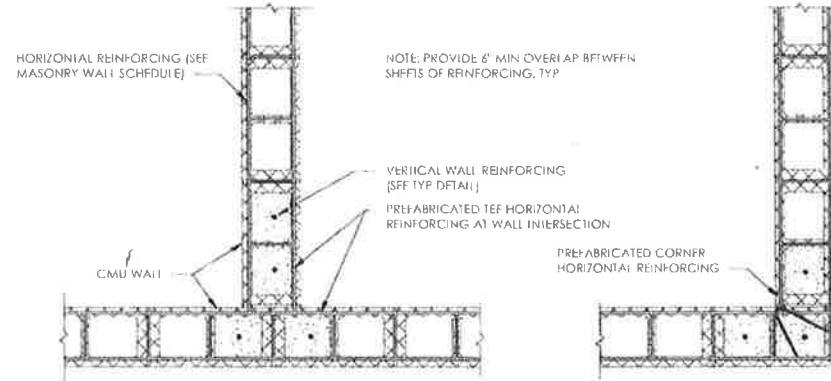 HORIZONTAL REINFORCING (SEE
MASONRY WALL SCHEDULE)
NOTE: PROVIDE 6" MIN OVERLAP BETWEEN
SHEETS OF REINFORCING, TYP
VERTICAL WALL REINFORCING
(SEE TYP DETAIL)
PREFABRICATED TEE HORIZONTAL
REINFORCING AT WALL INTERSECTION
CMU WALL
PREFABRICATED CORNER
HORIZONTAL REINFORCING